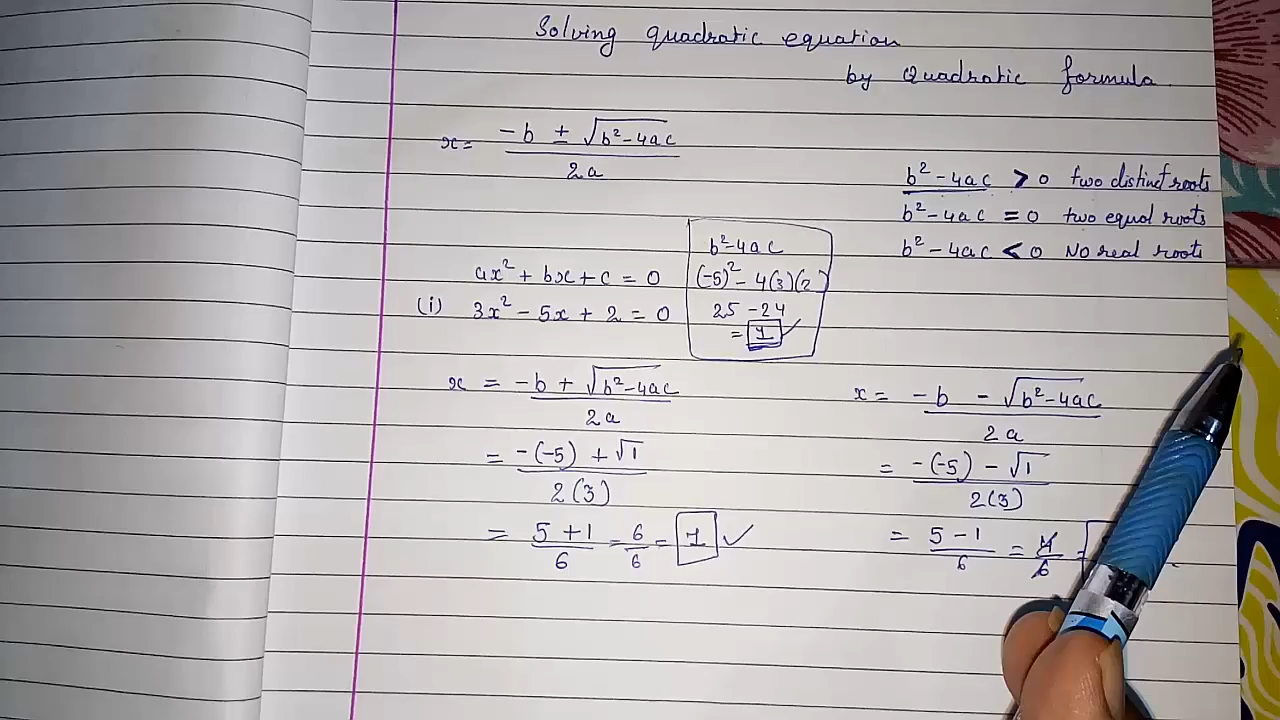 Solving quadratic equation
by Quadratic formula
x = (-b ± √(b² - 4ac)) / 2a
b² - 4ac > 0 two distinct roots
b² - 4ac = 0 two equal roots
b² - 4ac < 0 No real roots
ax² + bx + c = 0
(i) 3x² - 5x + 2 = 0
b² - 4ac
(-5)² - 4(3)(2)
25 - 24
= 1 ✓
x = (-b + √(b² - 4ac)) / 2a
= (-(-5) + √1) / 2(3)
= (5 + 1) / 6 = 6/6 = 1 ✓
x = (-b - √(b² - 4ac)) / 2a
= (-(-5) - √1) / 2(3)
= (5 - 1) / 6 = 4/6 =